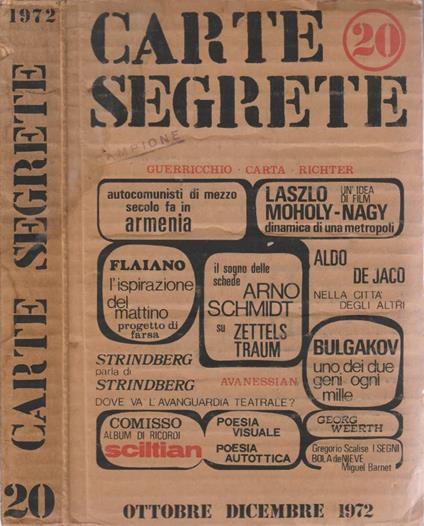 1972
CARTE SEGRETE
20
CARTE
20
SEGRETE
CAMPIONE
GUERRICCHIO · CARTA · RICHTER
autocomunisti di mezzo
secolo fa in
armenia
LASZLO UN'IDEA DI FILM
MOHOLY-NAGY
dinamica di una metropoli
FLAIANO
l'ispirazione
del
mattino
progetto di
farsa
il sogno delle
schede
ARNO
SCHMIDT
su ZETTELS
TRAUM
ALDO
DE JACO
NELLA CITTA'
DEGLI ALTRI
STRINDBERG
parla di
STRINDBERG
AVANESSIAN
BULGAKOV
uno dei due
geni ogni
mille
DOVE VA L'AVANGUARDIA TEATRALE?
COMISSO
ALBUM DI RICORDI
sciltian
POESIA
VISUALE
POESIA
AUTOTTICA
GEORG
WEERTH
Gregorio Scalise I SEGNI
BOLA de NIEVE
Miguel Barnet
OTTOBRE DICEMBRE 1972